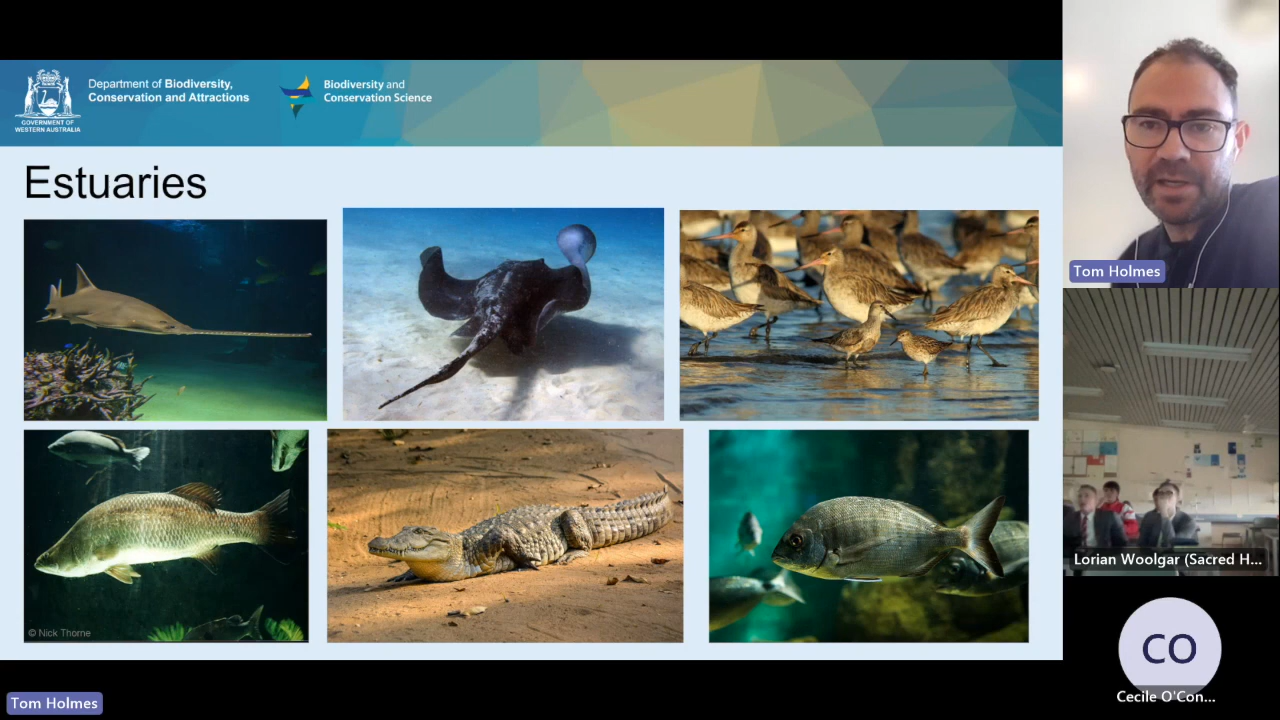 Department of Biodiversity,
Conservation and Attractions
GOVERNMENT OF
WESTERN AUSTRALIA
Biodiversity and
Conservation Science
Estuaries
© Nick Thorne
Tom Holmes
Tom Holmes
Lorian Woolgar (Sacred H...
CO
Cecile O'Con...